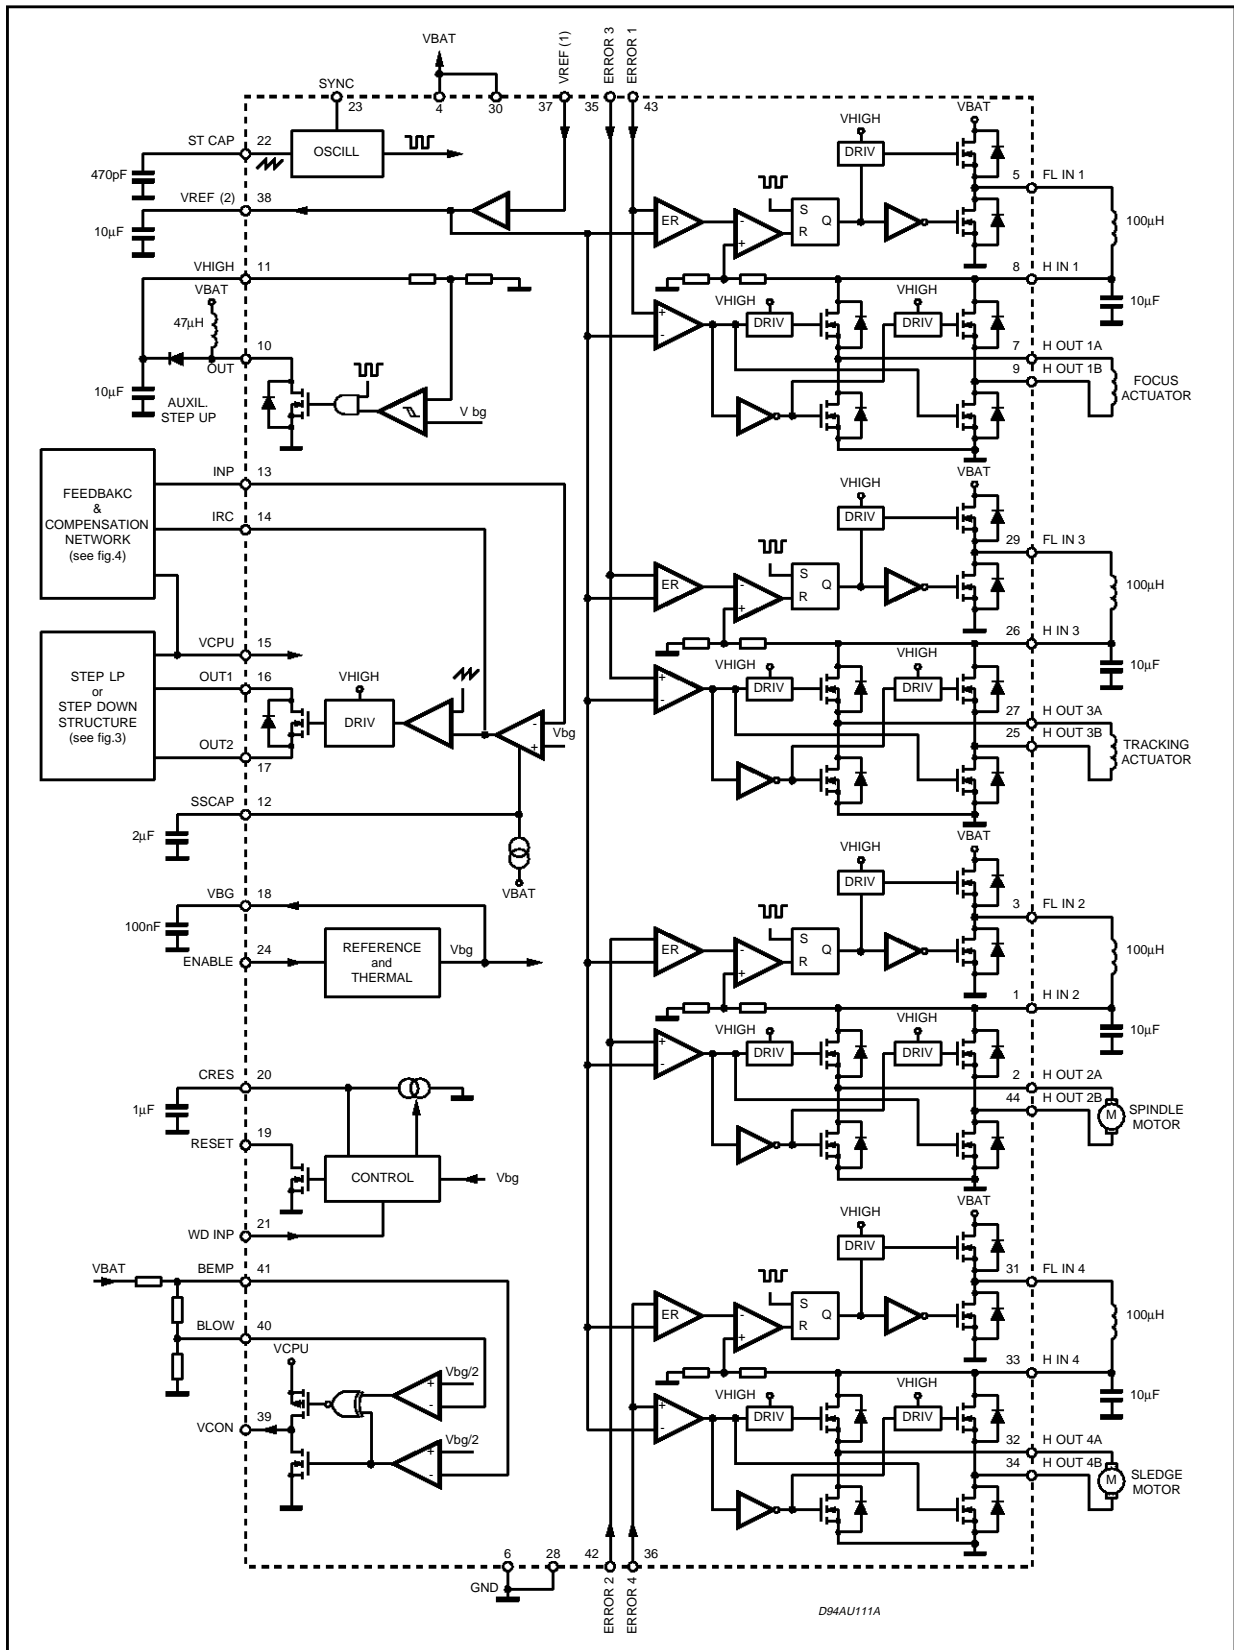 VBAT
VREF (1)
ERROR 3
ERROR 1
SYNC
23
4
30
37
35
43
VBAT
ST CAP
22
OSCILL
VHIGH
DRIV
470pF
5
FL IN 1
VREF (2)
38
ER
-
+
S
R
Q
100µH
10µF
VHIGH
11
8
H IN 1
VBAT
47µH
+
-
VHIGH
DRIV
VHIGH
DRIV
10µF
10
OUT
7
H OUT 1A
9
H OUT 1B
FOCUS
ACTUATOR
10µF
AUXIL.
STEP UP
V bg
INP
13
VBAT
FEEDBAKC
&
COMPENSATION
NETWORK
(see fig.4)
IRC
14
VHIGH
DRIV
29
FL IN 3
ER
-
+
S
R
Q
100µH
VCPU
15
26
H IN 3
STEP LP
or
STEP DOWN
STRUCTURE
(see fig.3)
OUT1
16
VHIGH
DRIV
-
+
Vbg
+
-
VHIGH
DRIV
VHIGH
DRIV
10µF
27
H OUT 3A
25
H OUT 3B
TRACKING
ACTUATOR
OUT2
17
SSCAP
12
2µF
VBAT
VBAT
VHIGH
DRIV
VBG
18
3
FL IN 2
100nF
ENABLE
24
REFERENCE
and
THERMAL
Vbg
ER
-
+
S
R
Q
100µH
1
H IN 2
+
-
VHIGH
DRIV
VHIGH
DRIV
10µF
CRES
20
2
H OUT 2A
44
H OUT 2B
1µF
M
SPINDLE
MOTOR
RESET
19
CONTROL
Vbg
WD INP
21
VBAT
VHIGH
DRIV
VBAT
BEMP
41
31
FL IN 4
ER
-
+
S
R
Q
100µH
BLOW
40
VCPU
Vbg/2
+
-
33
H IN 4
+
-
VHIGH
DRIV
VHIGH
DRIV
10µF
VCON
39
Vbg/2
+
-
32
H OUT 4A
34
H OUT 4B
M
SLEDGE
MOTOR
6
28
42
36
GND
ERROR 2
ERROR 4
D94AU111A